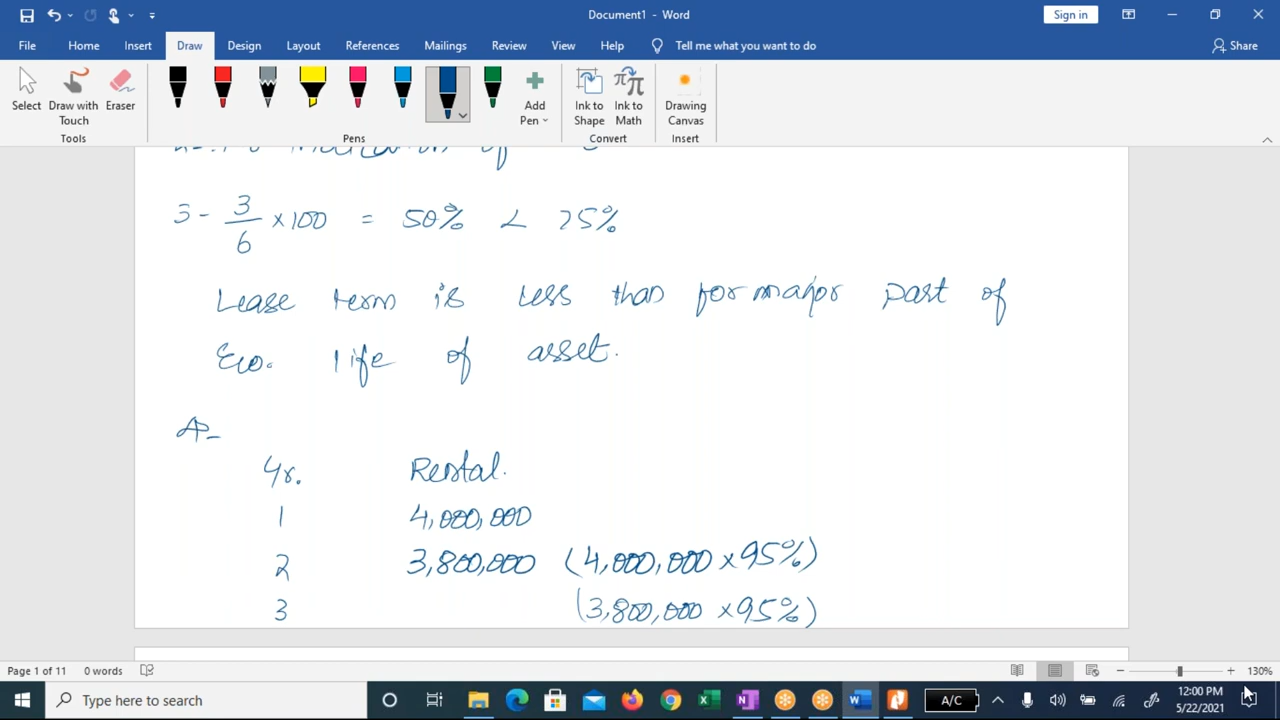 Document1 - Word
Sign in
File Home Insert Draw Design Layout References Mailings Review View Help Tell me what you want to do Share
Select Draw with Touch Eraser Add Pen Ink to Shape Ink to Math Drawing Canvas
Tools Pens Convert Insert
3 - 3/6 × 100 = 50% < 75%
Lease term is less than for major part of
Eco. life of asset.
4-
Yr. Rental.
1 4,000,000
2 3,800,000 (4,000,000 × 95%)
3 (3,800,000 × 95%)
Page 1 of 11 0 words 130%
Type here to search A/C 12:00 PM
5/22/2021